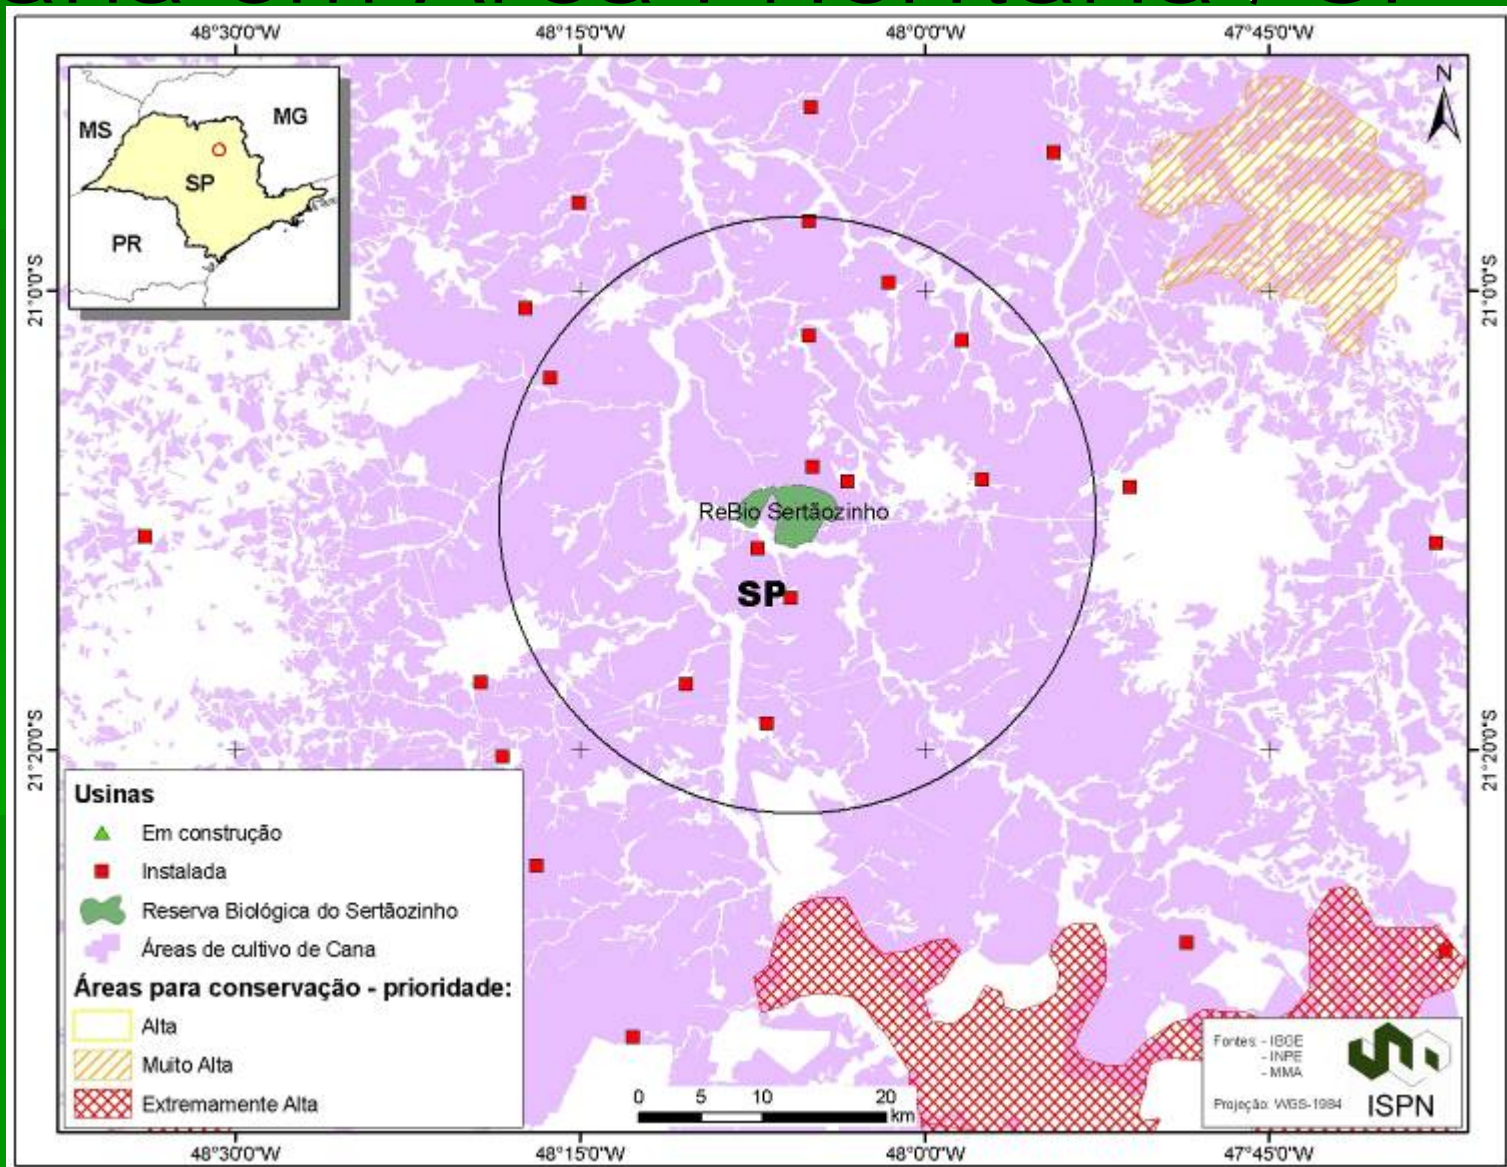 48°30'0"W 48°15'0"W 48°0'0"W 47°45'0"W
N
MS
MG
SP
PR
21°0'0"S 21°0'0"S
ReBio Sertãozinho
SP
21°20'0"S 21°20'0"S
Usinas
Em construção
Instalada
Reserva Biológica do Sertãozinho
Áreas de cultivo de Cana
Áreas para conservação - prioridade:
Alta
Muito Alta
Extremamente Alta
0 5 10 20
km
Fontes: - IBGE
- INPE
- MMA
Projeção: WGS-1984
ISPN
48°30'0"W 48°15'0"W 48°0'0"W 47°45'0"W